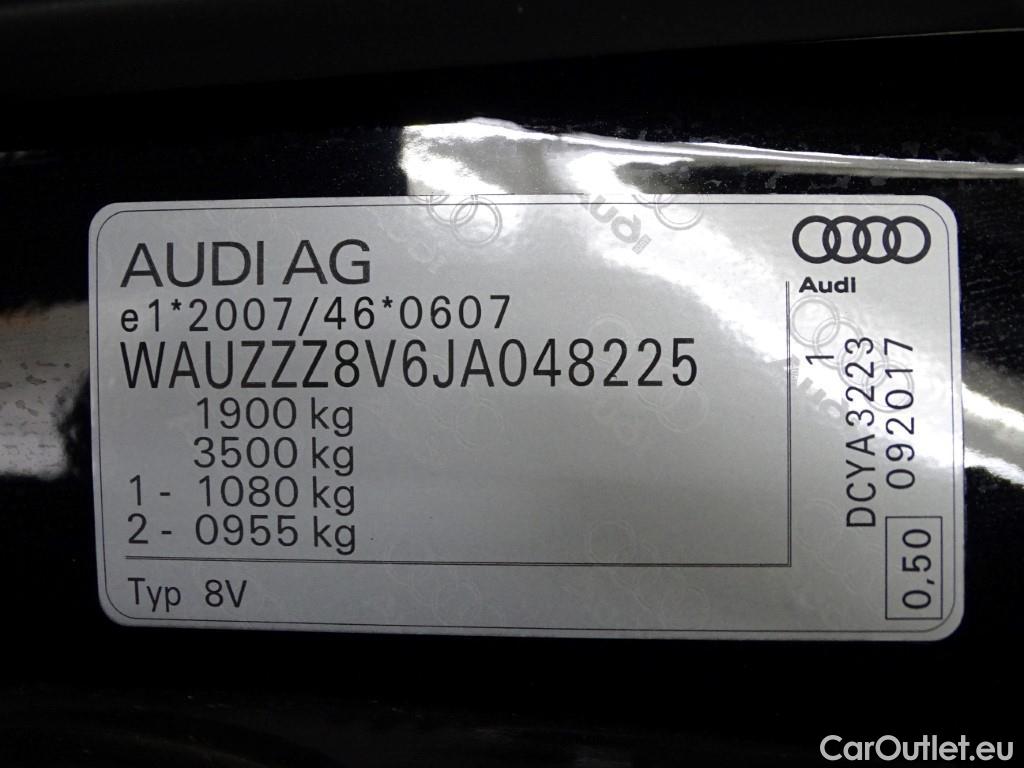 AUDI AG
Audi
e1*2007/46*0607
WAUZZZ8V6JA048225
1900 kg
3500 kg
1 - 1080 kg
2 - 0955 kg
Typ 8V
1
DCYA3223
092017
0,50
CarOutlet.eu